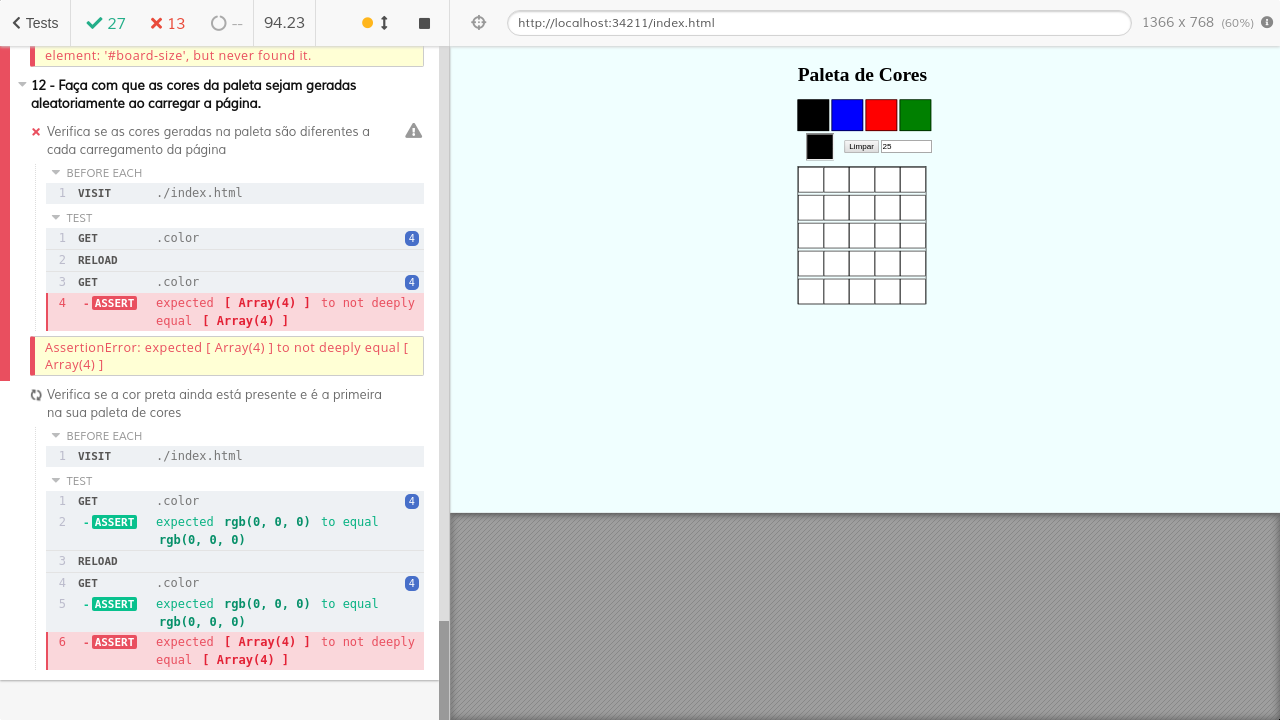 Tests
27
13
--
94.23
http://localhost:34211/index.html
1366 x 768 (60%)
element: '#board-size', but never found it.
12 - Faça com que as cores da paleta sejam geradas
aleatoriamente ao carregar a página.
Verifica se as cores geradas na paleta são diferentes a
cada carregamento da página
BEFORE EACH
1 VISIT ./index.html
TEST
1 GET .color 4
2 RELOAD
3 GET .color 4
4 -ASSERT expected [ Array(4) ] to not deeply
equal [ Array(4) ]
AssertionError: expected [ Array(4) ] to not deeply equal [
Array(4) ]
Verifica se a cor preta ainda está presente e é a primeira
na sua paleta de cores
BEFORE EACH
1 VISIT ./index.html
TEST
1 GET .color 4
2 -ASSERT expected rgb(0, 0, 0) to equal
rgb(0, 0, 0)
3 RELOAD
4 GET .color 4
5 -ASSERT expected rgb(0, 0, 0) to equal
rgb(0, 0, 0)
6 -ASSERT expected [ Array(4) ] to not deeply
equal [ Array(4) ]
Paleta de Cores
Limpar 25